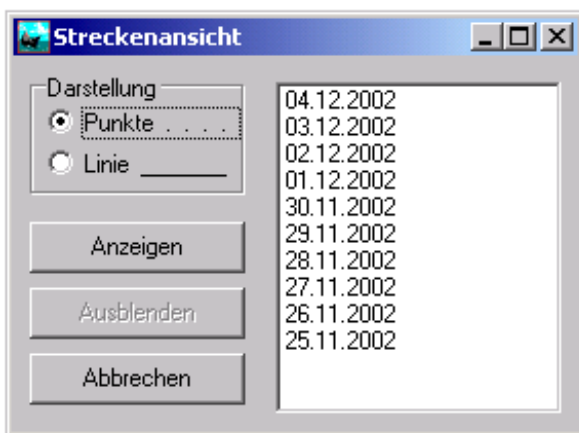 Streckenansicht
Darstellung
Punkte . . . .
Linie ______
Anzeigen
Ausblenden
Abbrechen
04.12.2002
03.12.2002
02.12.2002
01.12.2002
30.11.2002
29.11.2002
28.11.2002
27.11.2002
26.11.2002
25.11.2002